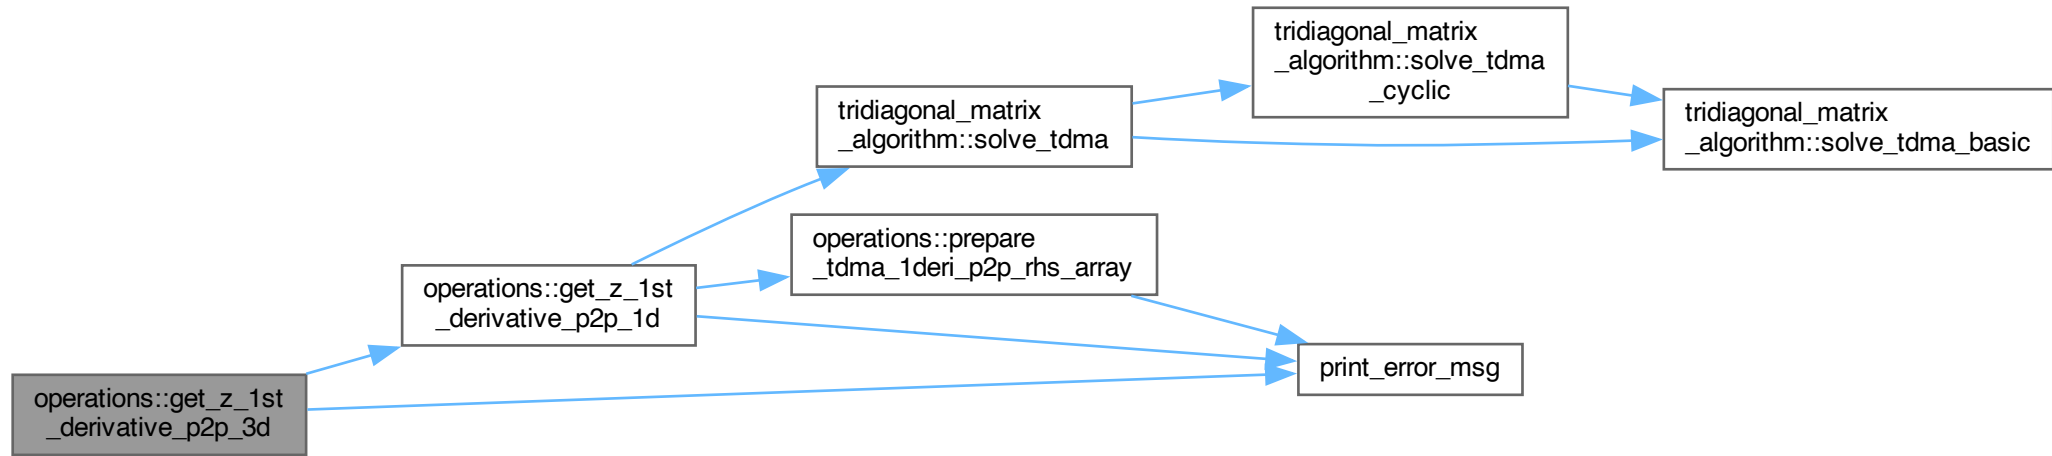 operations::get_z_1st
_derivative_p2p_3d
operations::get_z_1st
_derivative_p2p_1d
tridiagonal_matrix
_algorithm::solve_tdma
tridiagonal_matrix
_algorithm::solve_tdma
_cyclic
tridiagonal_matrix
_algorithm::solve_tdma_basic
operations::prepare
_tdma_1deri_p2p_rhs_array
print_error_msg